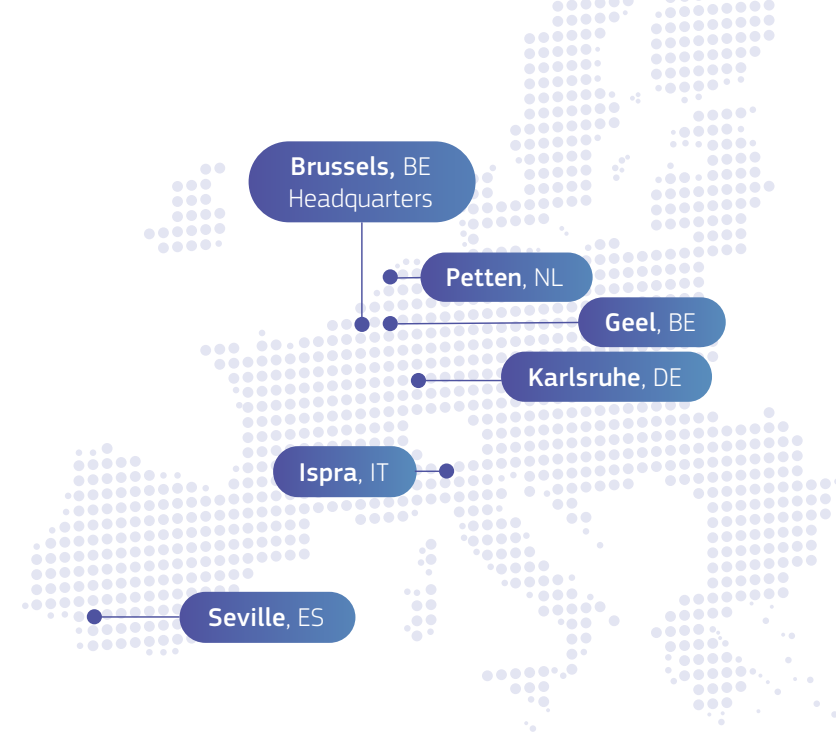 Brussels, BE
Headquarters
Petten, NL
Geel, BE
Karlsruhe, DE
Ispra, IT
Seville, ES